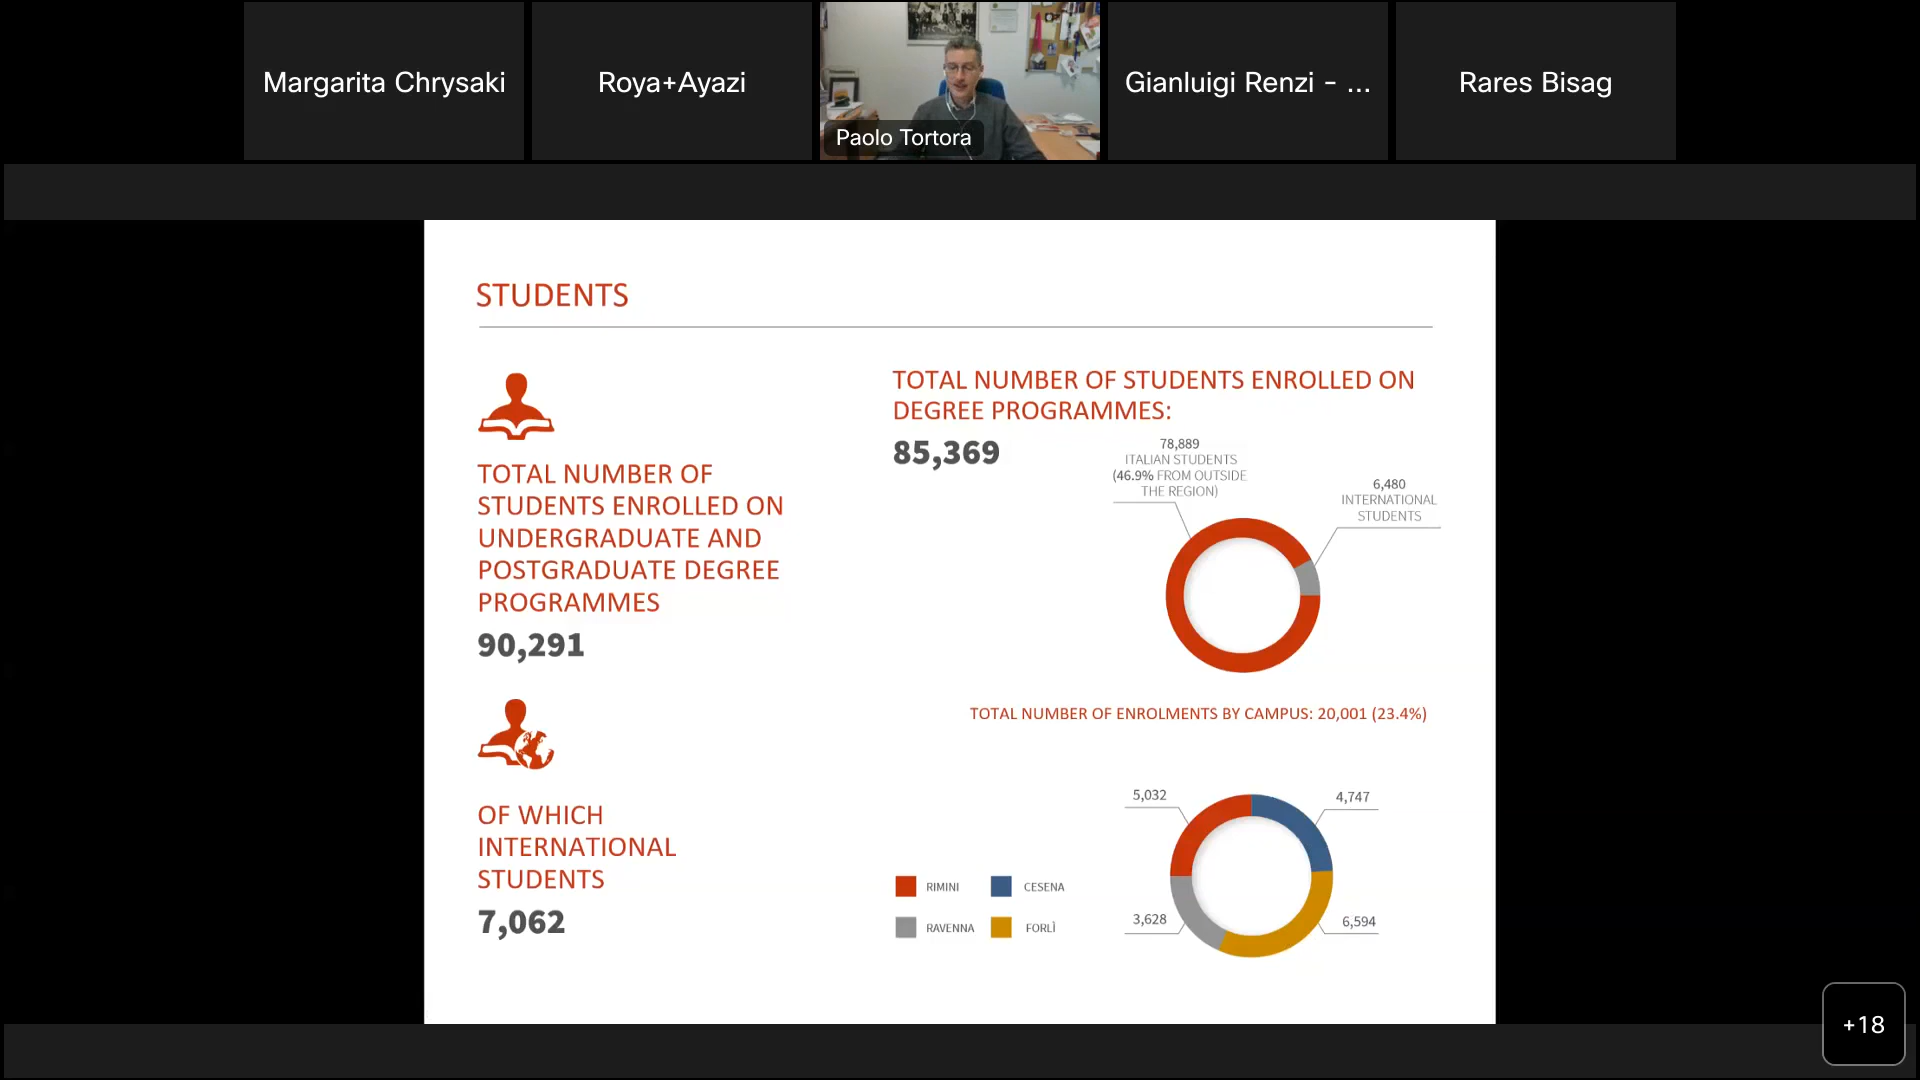 Margarita Chrysaki
Roya+Ayazi
Paolo Tortora
Gianluigi Renzi - ...
Rares Bisag
STUDENTS
TOTAL NUMBER OF
STUDENTS ENROLLED ON
UNDERGRADUATE AND
POSTGRADUATE DEGREE
PROGRAMMES
90,291
OF WHICH
INTERNATIONAL
STUDENTS
7,062
TOTAL NUMBER OF STUDENTS ENROLLED ON
DEGREE PROGRAMMES:
85,369
78,889
ITALIAN STUDENTS
(46.9% FROM OUTSIDE
THE REGION)
6,480
INTERNATIONAL
STUDENTS
TOTAL NUMBER OF ENROLMENTS BY CAMPUS: 20,001 (23.4%)
5,032
4,747
RIMINI
CESENA
RAVENNA
FORLÌ
3,628
6,594
+18